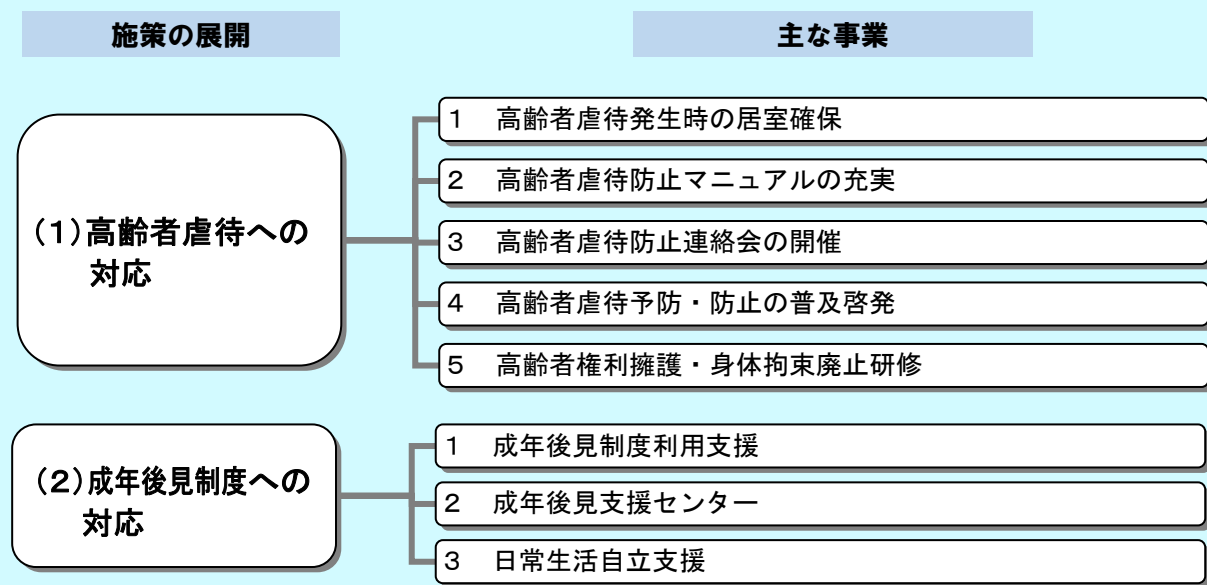 施策の展開
主な事業
(1)高齢者虐待への
対応
1 高齢者虐待発生時の居室確保
2 高齢者虐待防止マニュアルの充実
3 高齢者虐待防止連絡会の開催
4 高齢者虐待予防・防止の普及啓発
5 高齢者権利擁護・身体拘束廃止研修
(2)成年後見制度への
対応
1 成年後見制度利用支援
2 成年後見支援センター
3 日常生活自立支援